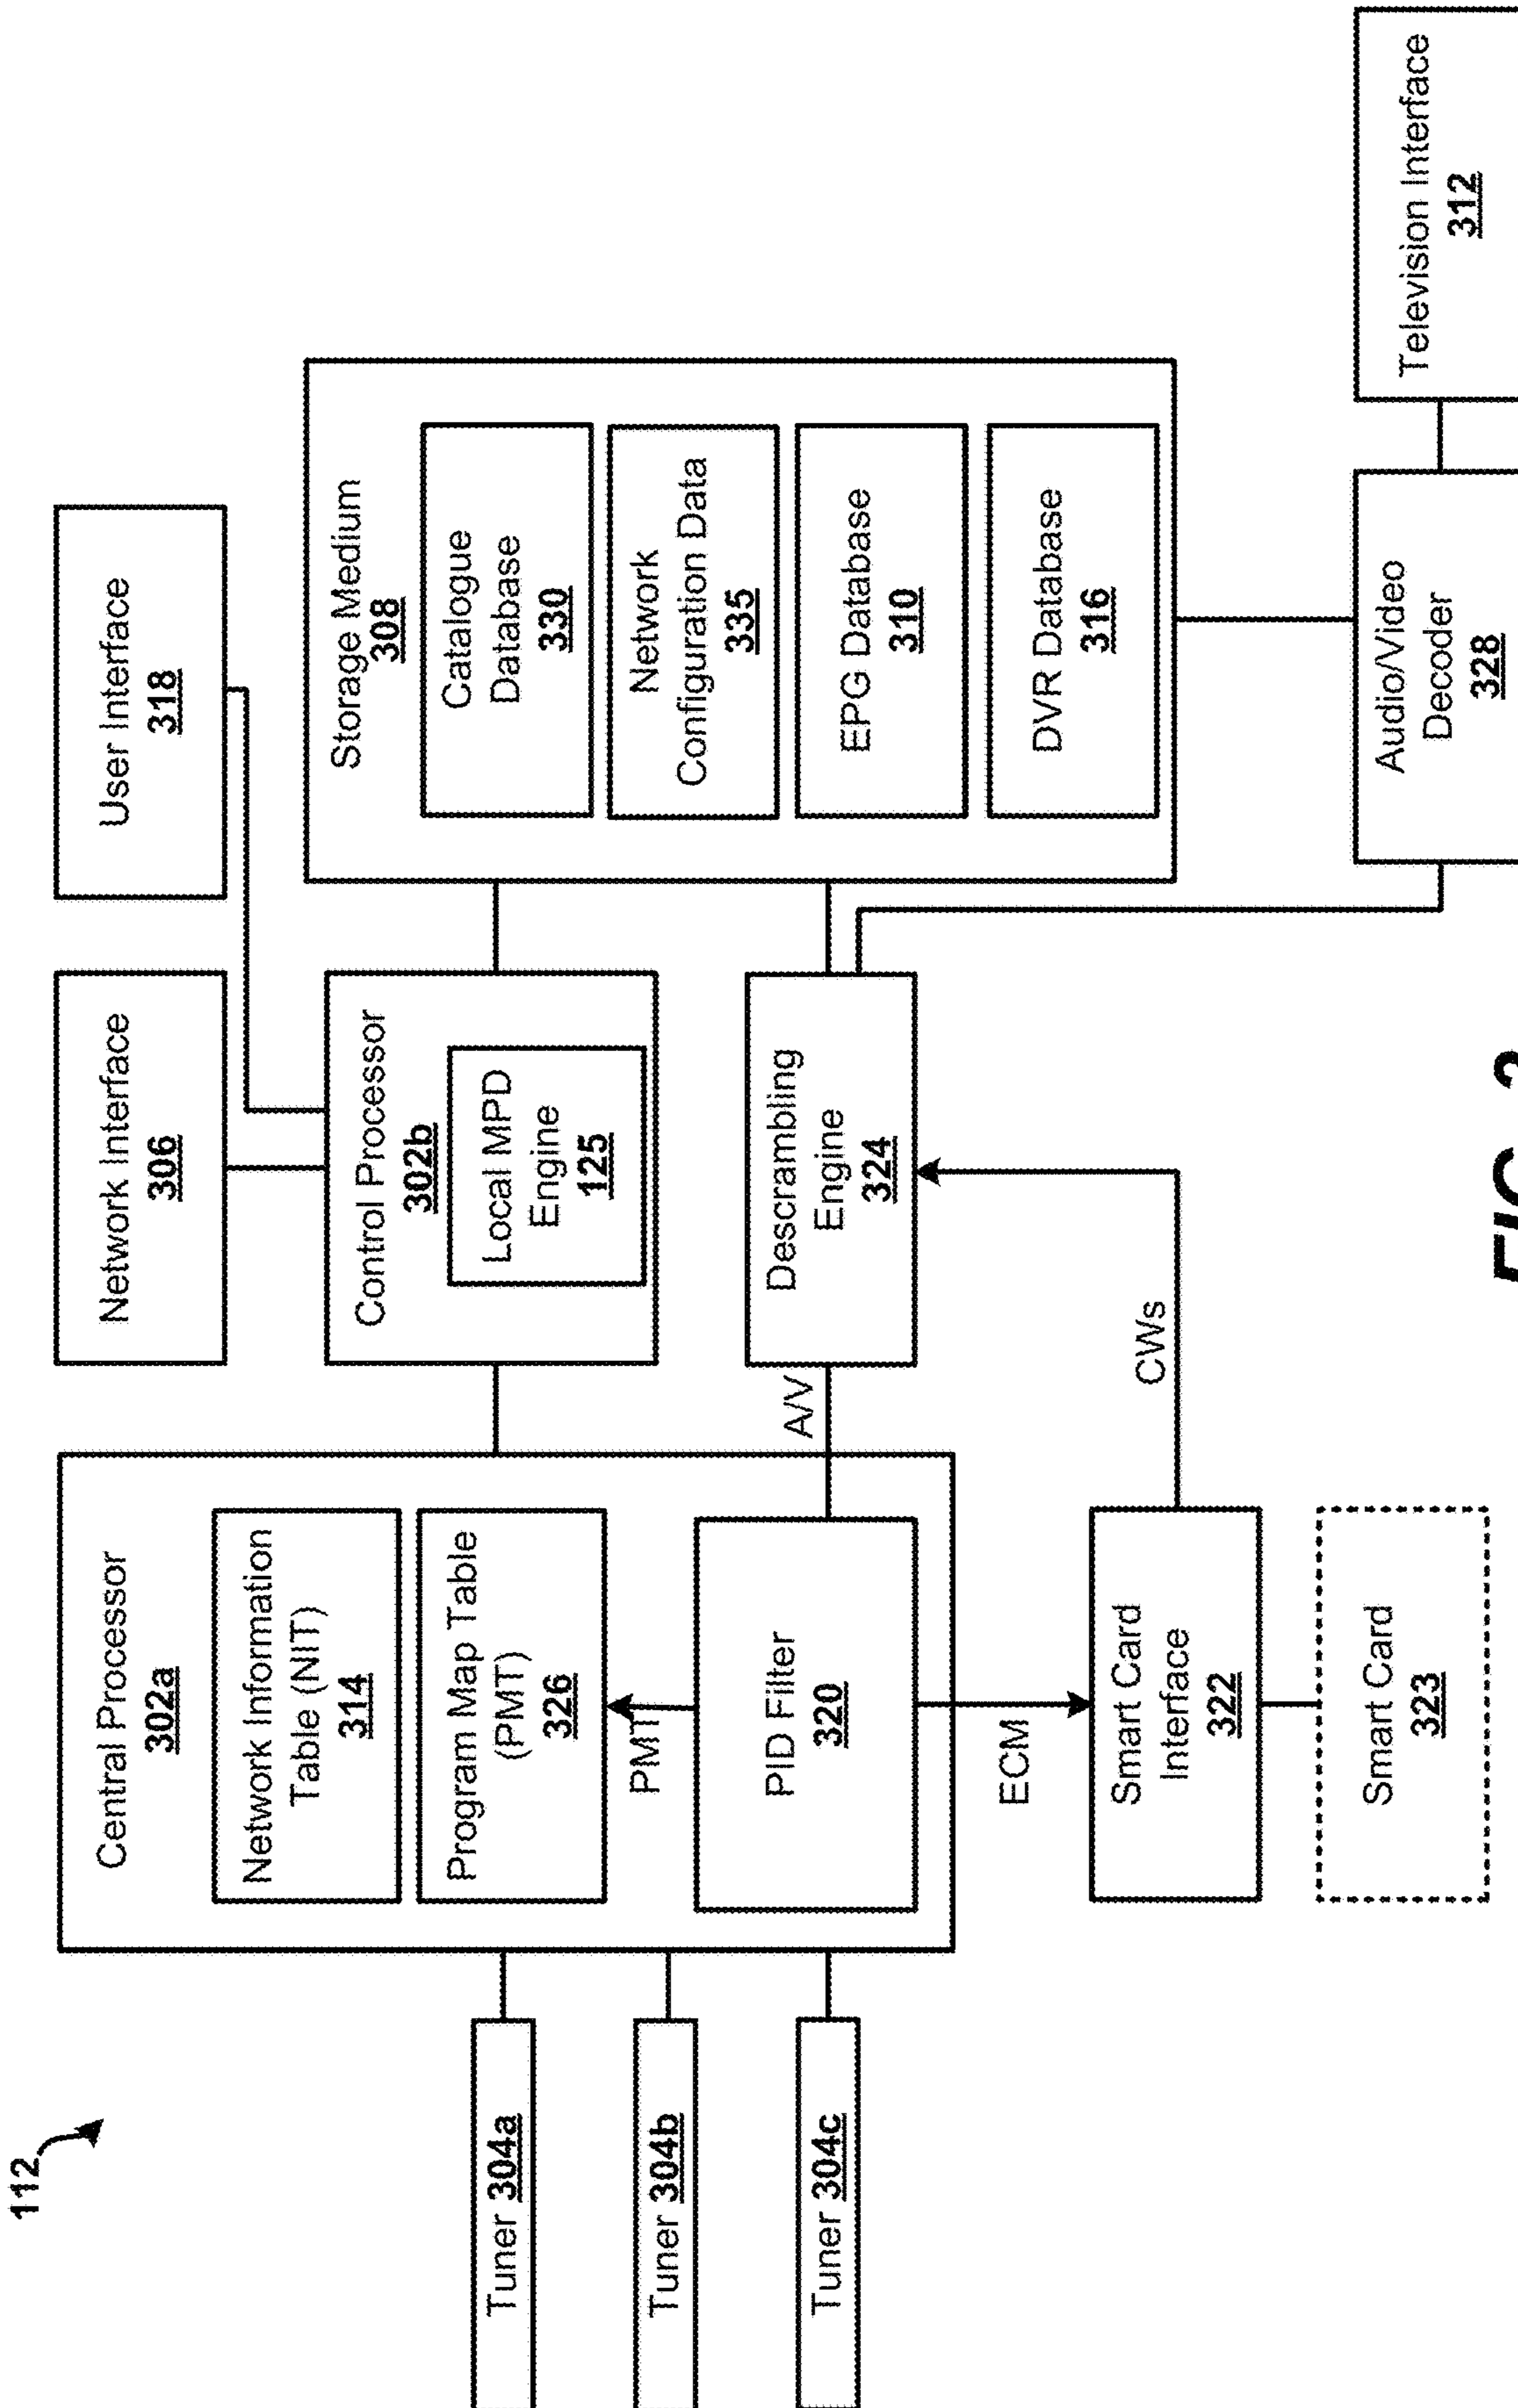 112
Tuner 304a
Tuner 304b
Tuner 304c
Central Processor
302a
Network Information
Table (NIT)
314
Program Map Table
(PMT)
326
PMT
PID Filter
320
ECM
Smart Card
Interface
322
Smart Card
323
A/V
CWs
Network Interface
306
User Interface
318
Control Processor
302b
Local MPD
Engine
125
Descrambling
Engine
324
Storage Medium
308
Catalogue
Database
330
Network
Configuration Data
335
EPG Database
310
DVR Database
316
Audio/Video
Decoder
328
Television Interface
312
FIG.